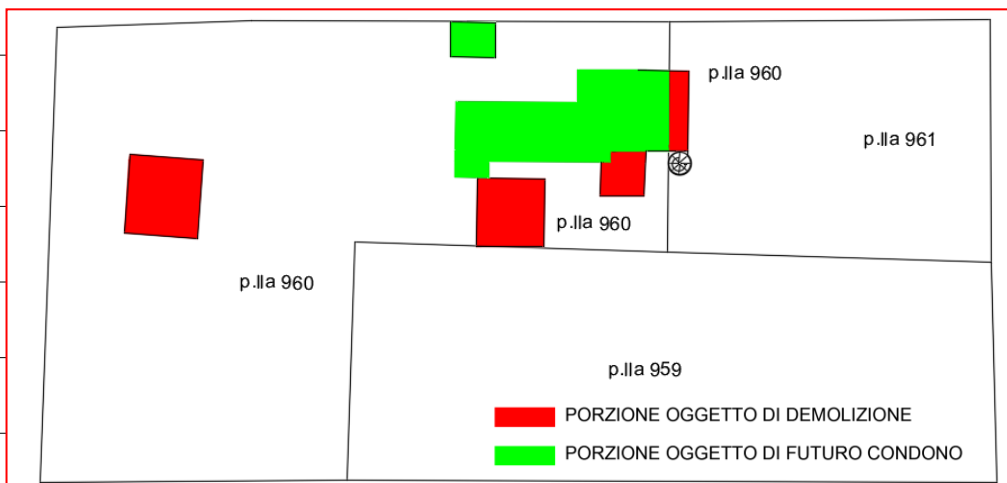 p.lla 960
p.lla 961
p.lla 960
p.lla 960
p.lla 959
PORZIONE OGGETTO DI DEMOLIZIONE
PORZIONE OGGETTO DI FUTURO CONDONO